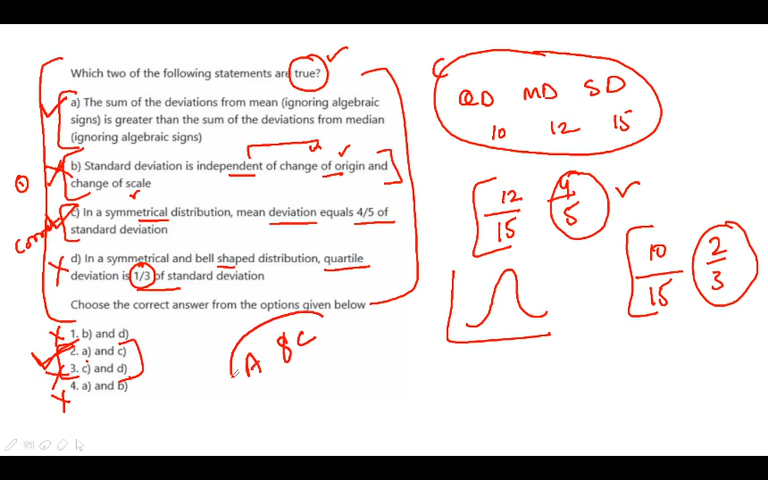 Which two of the following statements are true?
a) The sum of the deviations from mean (ignoring algebraic
signs) is greater than the sum of the deviations from median
(ignoring algebraic signs)
b) Standard deviation is independent of change of origin and
change of scale
c) In a symmetrical distribution, mean deviation equals 4/5 of
standard deviation
d) In a symmetrical and bell shaped distribution, quartile
deviation is 1/3 of standard deviation
Choose the correct answer from the options given below
1. b) and d)
2. a) and c)
3. c) and d)
4. a) and b)
A & C
QD MD SD
10 12 15
12/15 4/5
10/15 2/3